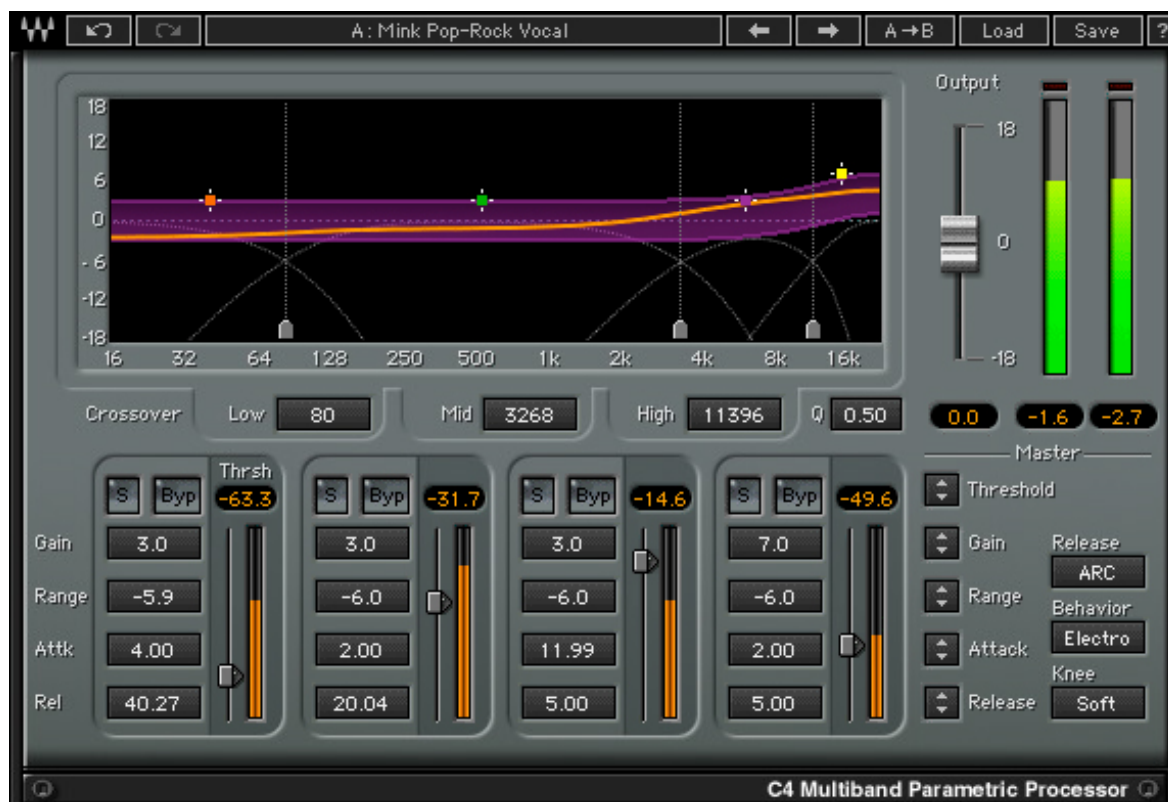 A: Mink Pop-Rock Vocal A→B Load Save ?
Output
18
12
6
0
-6
-12
-18
16 32 64 128 250 500 1k 2k 4k 8k 16k
18
0
-18
Crossover Low 80 Mid 3268 High 11396 Q 0.50
0.0 -1.6 -2.7
Master
Thrsh
S Byp -63.3 S Byp -31.7 S Byp -14.6 S Byp -49.6
Threshold
Gain 3.0 3.0 3.0 7.0 Gain
Release
ARC
Range -5.9 -6.0 -6.0 -6.0 Range
Behavior
Electro
Attk 4.00 2.00 11.99 2.00 Attack
Knee
Soft
Rel 40.27 20.04 5.00 5.00 Release
C4 Multiband Parametric Processor